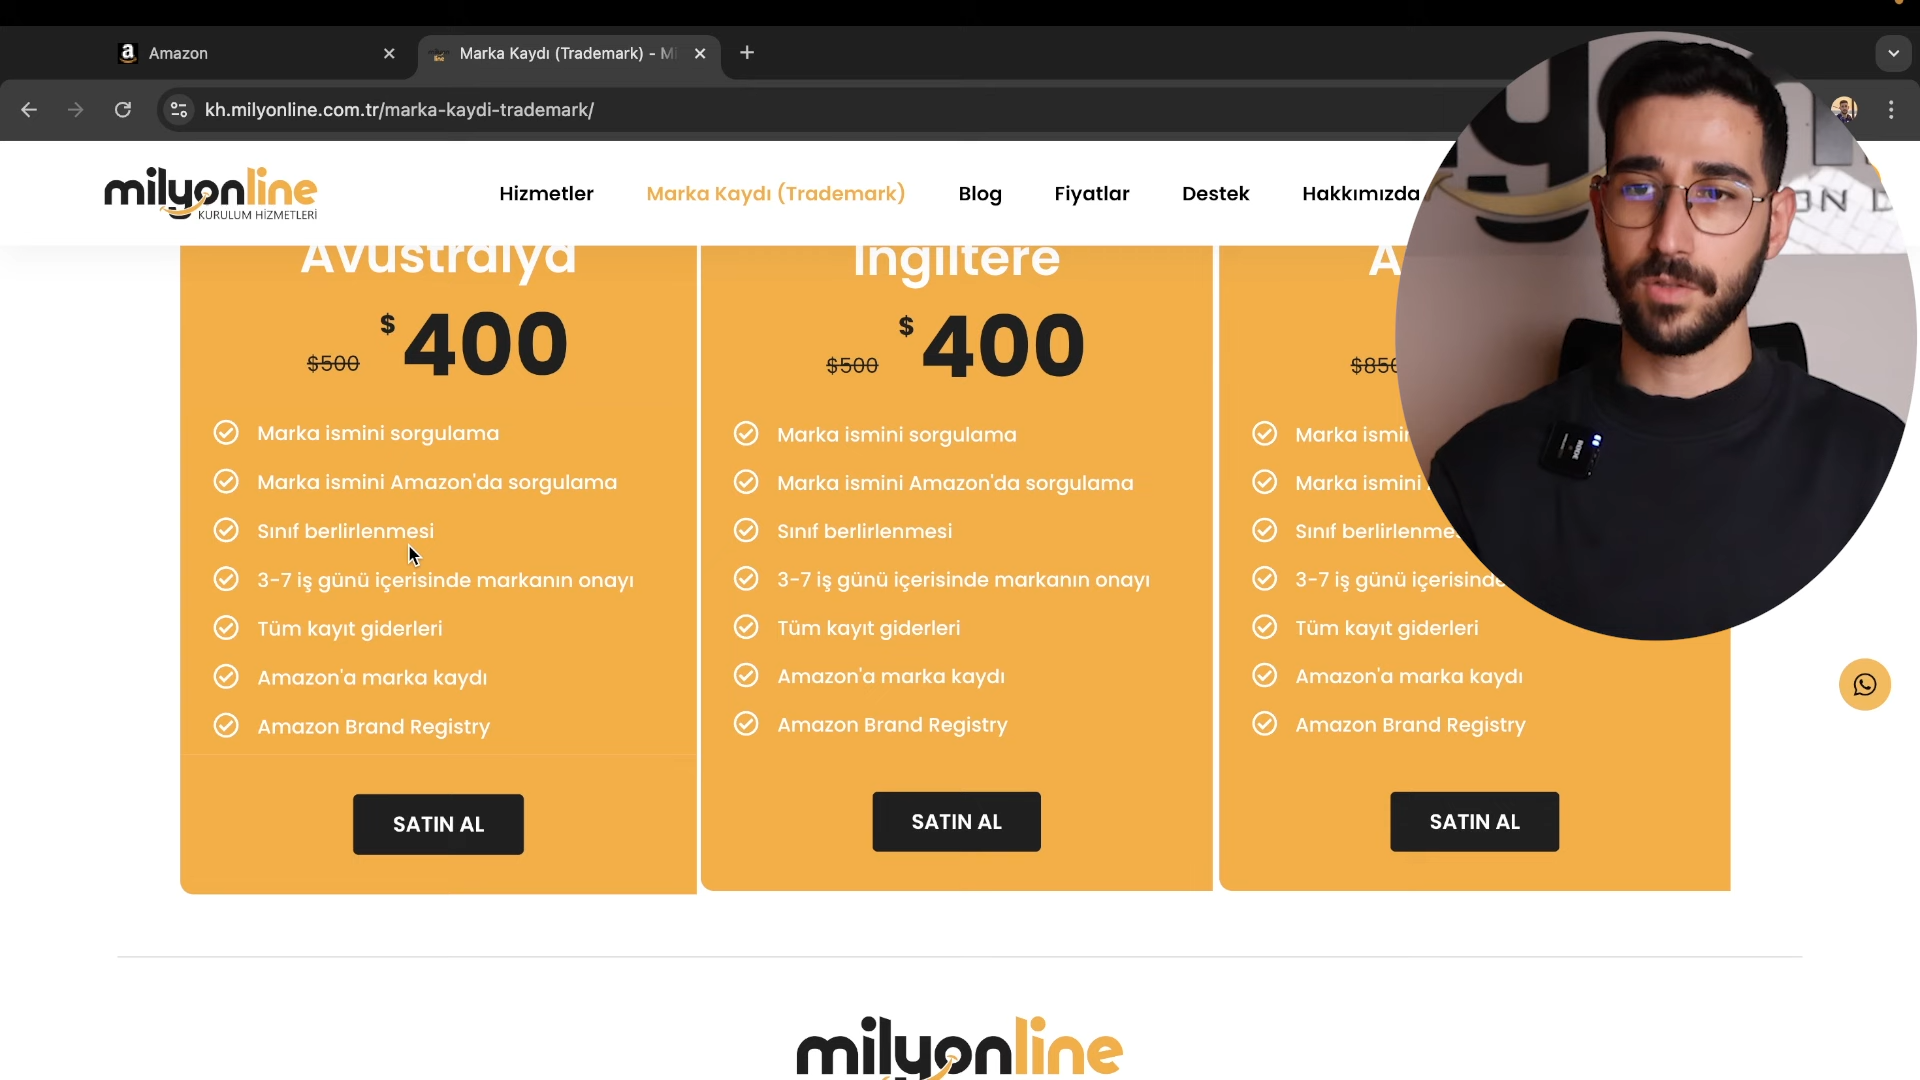 Amazon
Marka Kaydı (Trademark) - Mi
kh.milyonline.com.tr/marka-kaydi-trademark/
milyonline
KURULUM HİZMETLERİ
Hizmetler
Marka Kaydı (Trademark)
Blog
Fiyatlar
Destek
Hakkımızda
Avustralya
$500
$400
Marka ismini sorgulama
Marka ismini Amazon'da sorgulama
Sınıf berlirlenmesi
3-7 iş günü içerisinde markanın onayı
Tüm kayıt giderleri
Amazon'a marka kaydı
Amazon Brand Registry
SATIN AL
İngiltere
$500
$400
Marka ismini sorgulama
Marka ismini Amazon'da sorgulama
Sınıf berlirlenmesi
3-7 iş günü içerisinde markanın onayı
Tüm kayıt giderleri
Amazon'a marka kaydı
Amazon Brand Registry
SATIN AL
A
$850
Marka
Marka ismini
Sınıf
3-7 iş günü içerisinde
Tüm kayıt giderleri
Amazon'a marka kaydı
Amazon Brand Registry
SATIN AL
milyonline